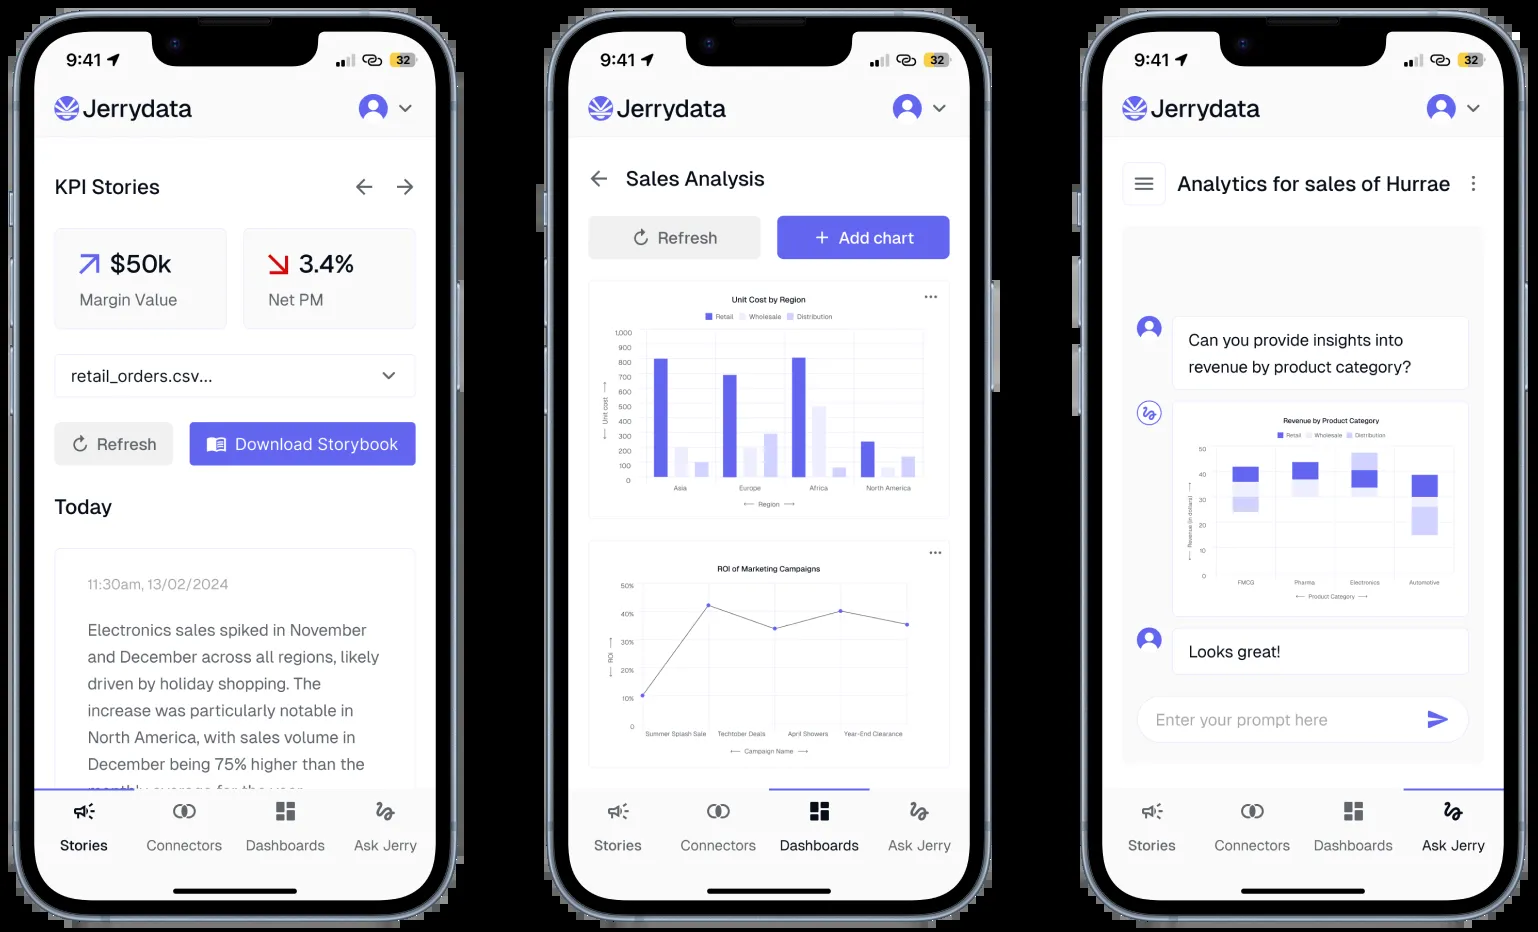 9:41
32
Jerrydata
KPI Stories
$50k
Margin Value
3.4%
Net PM
retail_orders.csv...
Refresh
Download Storybook
Today
11:30am, 13/02/2024
Electronics sales spiked in November
and December across all regions, likely
driven by holiday shopping. The
increase was particularly notable in
North America, with sales volume in
December being 75% higher than the
Stories
Connectors
Dashboards
Ask Jerry
9:41
32
Jerrydata
Sales Analysis
Refresh
+ Add chart
Unit Cost by Region
Retail Wholesale Distribution
1,000
900
800
700
600
500
400
300
200
100
0
Unit cost
Asia Europe Africa North America
Region
ROI of Marketing Campaigns
50%
40%
30%
20%
10%
0
ROI
Summer Splash Sale Techtober Deals April Showers Year-End Clearance
Campaign Name
Stories
Connectors
Dashboards
Ask Jerry
9:41
32
Jerrydata
Analytics for sales of Hurrae
Can you provide insights into
revenue by product category?
Revenue by Product Category
Retail Wholesale Distribution
50
40
30
20
10
0
Revenue (in dollars)
FMCG Pharma Electronics Automotive
Product Category
Looks great!
Enter your prompt here
Stories
Connectors
Dashboards
Ask Jerry